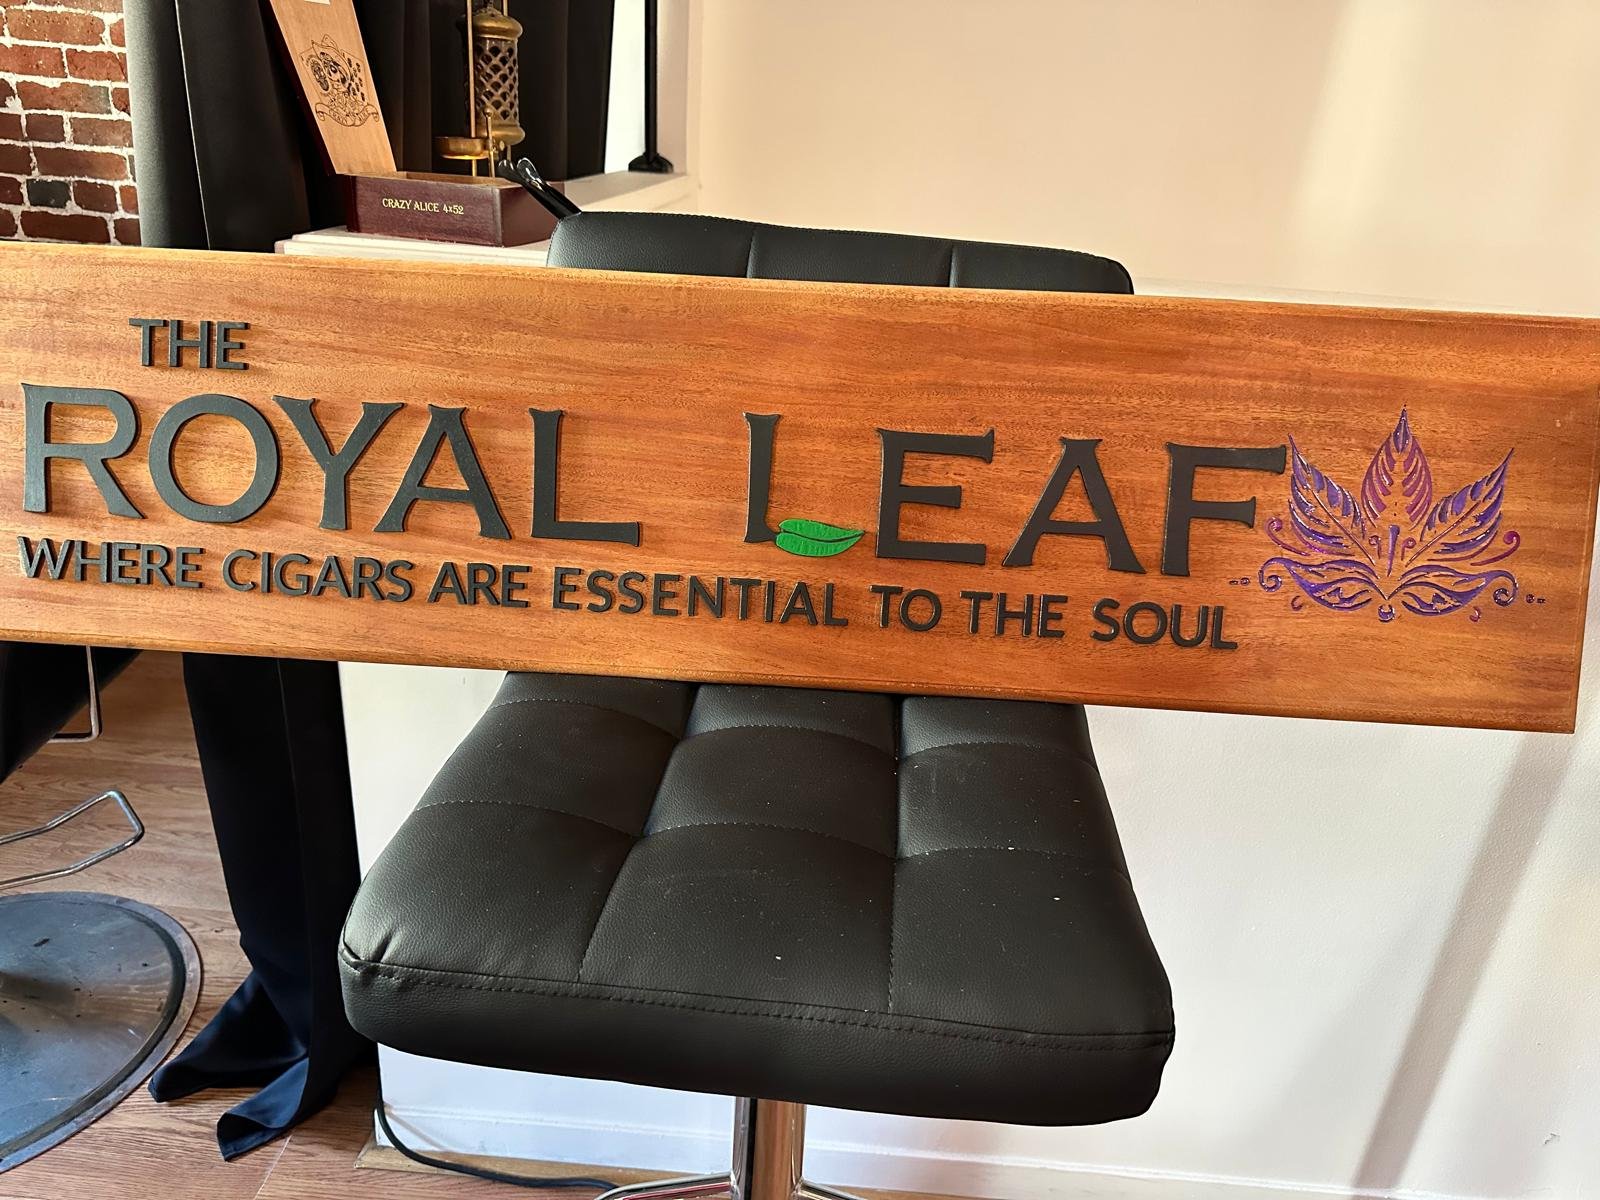 CRAZY ALICE 4x52
THE
ROYAL LEAF
WHERE CIGARS ARE ESSENTIAL TO THE SOUL